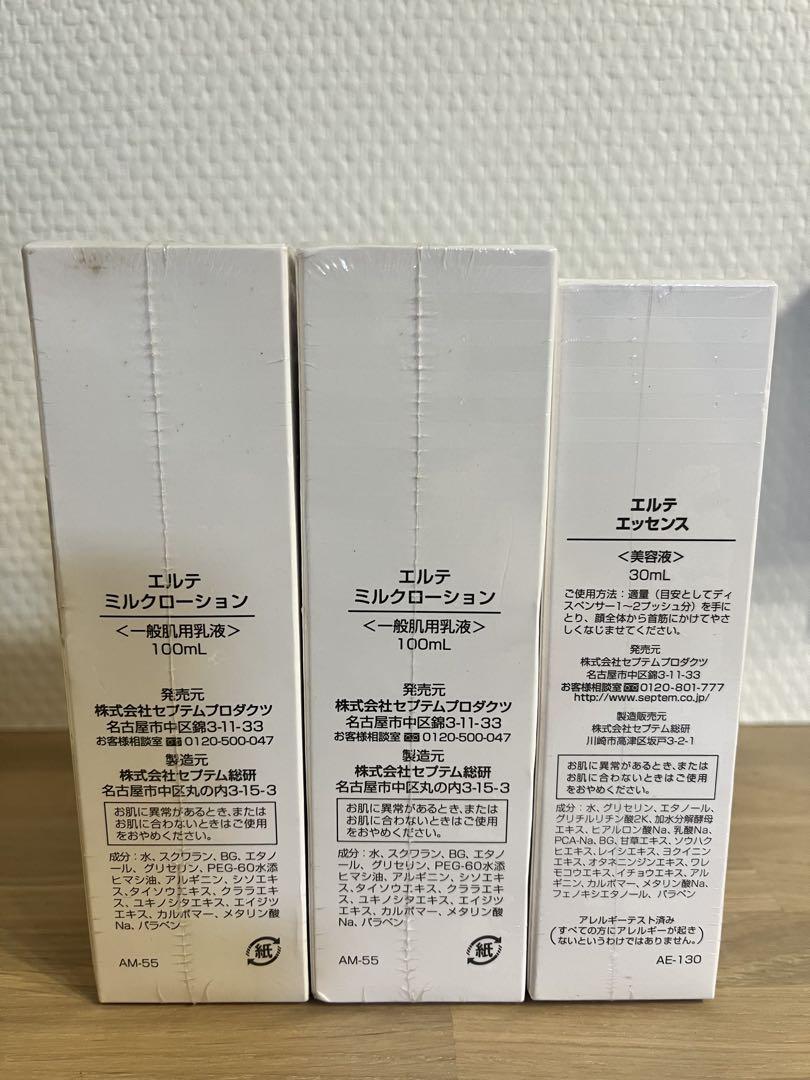 エルテ
ミルクローション
＜一般肌用乳液＞
100mL
発売元
株式会社セプテムプロダクツ
名古屋市中区錦3-11-33
お客様相談室 0120-500-047
製造元
株式会社セプテム総研
名古屋市中区丸の内3-15-3
お肌に異常があるとき、または
お肌に合わないときはご使用
をおやめください。
成分：水、スクワラン、BG、エタノ
ール、グリセリン、PEG-60水添
ヒマシ油、アルギニン、シソエキ
ス、タイソウエキス、クララエキ
ス、ユキノシタエキス、エイジツ
エキス、カルボマー、メタリン酸
Na、パラベン
紙
AM-55
エルテ
ミルクローション
＜一般肌用乳液＞
100mL
発売元
株式会社セプテムプロダクツ
名古屋市中区錦3-11-33
お客様相談室 0120-500-047
製造元
株式会社セプテム総研
名古屋市中区丸の内3-15-3
お肌に異常があるとき、または
お肌に合わないときはご使用
をおやめください。
成分：水、スクワラン、BG、エタノ
ール、グリセリン、PEG-60水添
ヒマシ油、アルギニン、シソエキ
ス、タイソウエキス、クララエキ
ス、ユキノシタエキス、エイジツ
エキス、カルボマー、メタリン酸
Na、パラベン
紙
AM-55
エルテ
エッセンス
＜美容液＞
30mL
ご使用方法：適量（目安としてディ
スペンサー1〜2プッシュ分）を手に
とり、顔全体から首筋にかけてやさ
しくなじませてください。
発売元
株式会社セプテムプロダクツ
名古屋市中区錦3-11-33
お客様相談室 0120-801-777
http://www.septem.co.jp/
製造販売元
株式会社セプテム総研
川崎市高津区坂戸3-2-1
お肌に異常があるとき、または
お肌に合わないときはご使用
をおやめください。
成分：水、グリセリン、エタノール、
グリチルリチン酸2K、加水分解酵母
エキス、ヒアルロン酸Na、乳酸Na、
PCA-Na、BG、甘草エキス、ソウハク
ヒエキス、レイシエキス、ヨクイニン
エキス、オタネニンジンエキス、ワレ
モコウエキス、イチョウエキス、アル
ギニン、カルボマー、メタリン酸Na、
フェノキシエタノール、パラベン
アレルギーテスト済み
（すべての方にアレルギーが起き
ないというわけではありません。）
AE-130